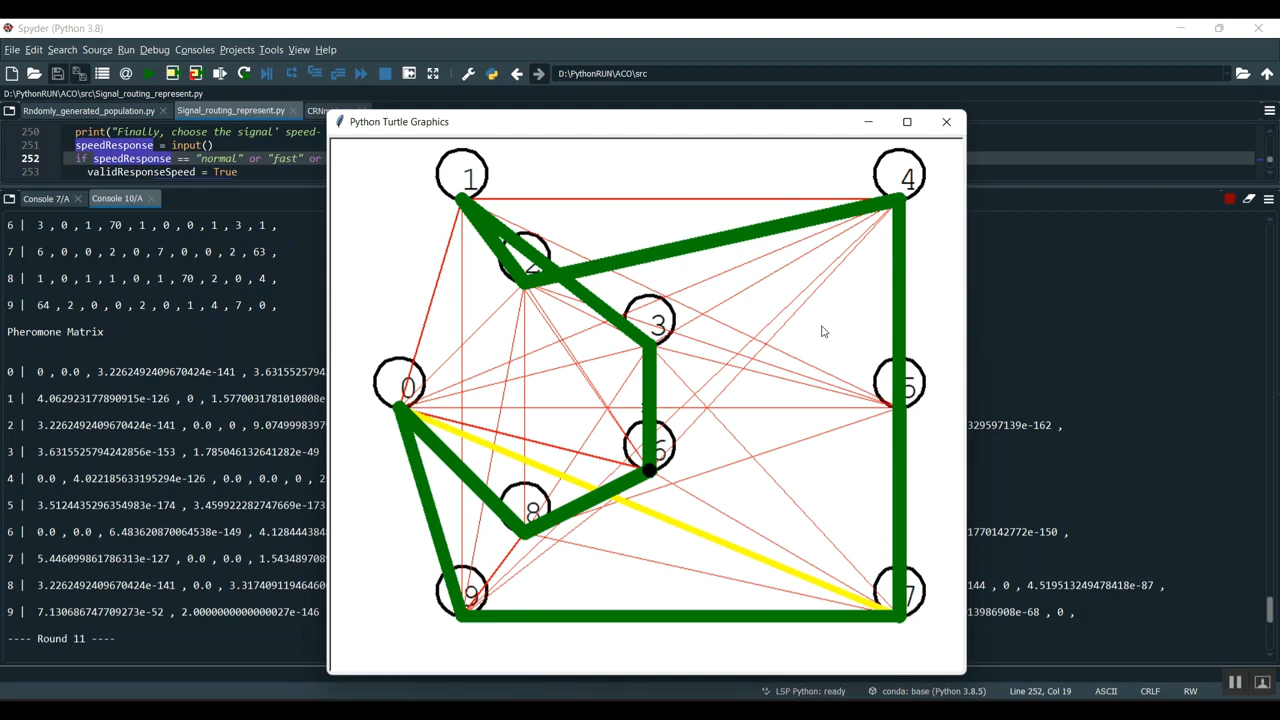 Spyder (Python 3.8)
File Edit Search Source Run Debug Consoles Projects Tools View Help
D:\PythonRUN\ACO\src
D:\PythonRUN\ACO\src\Signal_routing_represent.py
Rndomly_generated_population.py Signal_routing_represent.py
250 print("Finally, choose the signal' speed-
251 speedResponse = input()
252 if speedResponse == "normal" or "fast" or
253 validResponseSpeed = True
Console 7/A Console 10/A
6 | 3 , 0 , 1 , 70 , 1 , 0 , 0 , 1 , 3 , 1 ,
7 | 6 , 0 , 0 , 2 , 0 , 7 , 0 , 0 , 2 , 63 ,
8 | 1 , 0 , 1 , 1 , 0 , 1 , 70 , 2 , 0 , 4 ,
9 | 64 , 2 , 0 , 0 , 2 , 0 , 1 , 4 , 7 , 0 ,
Pheromone Matrix
0 | 0 , 0.0 , 3.2262492409670424e-141 , 3.6315525794
1 | 4.062923177890915e-126 , 0 , 1.5770031781010808e
2 | 3.2262492409670424e-141 , 0.0 , 0 , 9.0749998397 329597139e-162 ,
3 | 3.6315525794242856e-153 , 1.785046132641282e-49
4 | 0.0 , 4.022185633195294e-126 , 0.0 , 0.0 , 0 , 2
5 | 3.5124435296354983e-174 , 3.459922282747669e-173
6 | 0.0 , 0.0 , 6.483620870064538e-149 , 4.128444384 1770142772e-150 ,
7 | 5.446099861786313e-127 , 0.0 , 0.0 , 1.543489708
8 | 3.2262492409670424e-141 , 0.0 , 3.31740911946460 144 , 0 , 4.519513249478418e-87 ,
9 | 7.130686747709273e-52 , 2.0000000000000027e-146 13986908e-68 , 0 ,
---- Round 11 ----
Python Turtle Graphics
1
4
2
3
0
5
6
8
9
7
LSP Python: ready conda: base (Python 3.8.5) Line 252, Col 19 ASCII CRLF RW